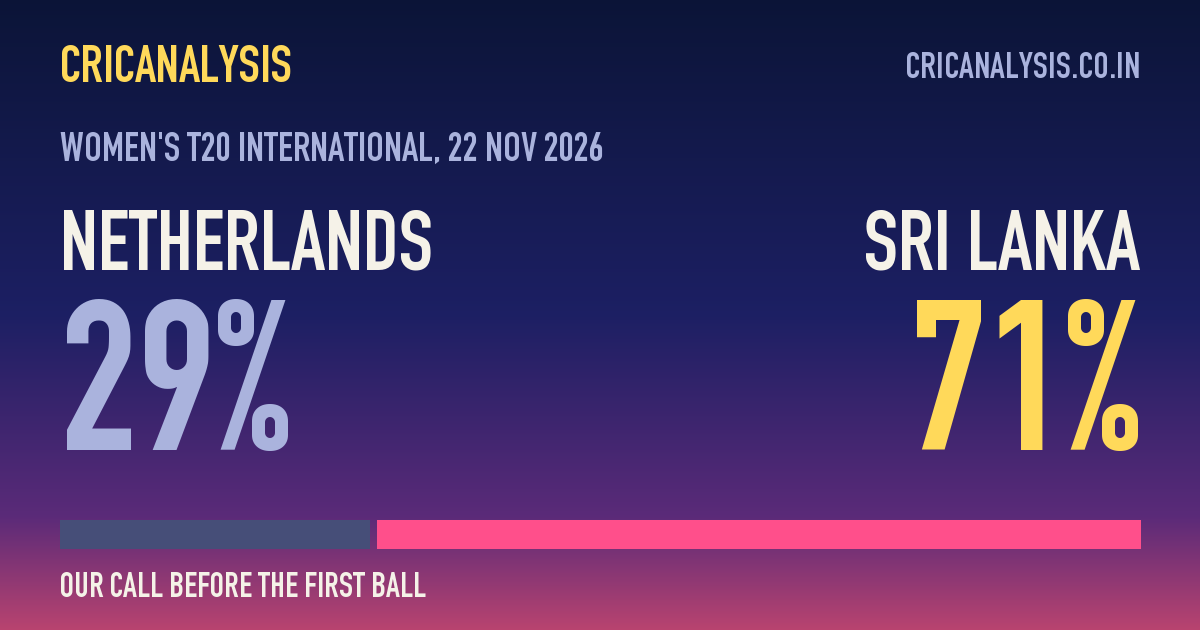 CRICANALYSIS
CRICANALYSIS.CO.IN
WOMEN'S T20 INTERNATIONAL, 22 NOV 2026
NETHERLANDS
SRI LANKA
29%
71%
OUR CALL BEFORE THE FIRST BALL